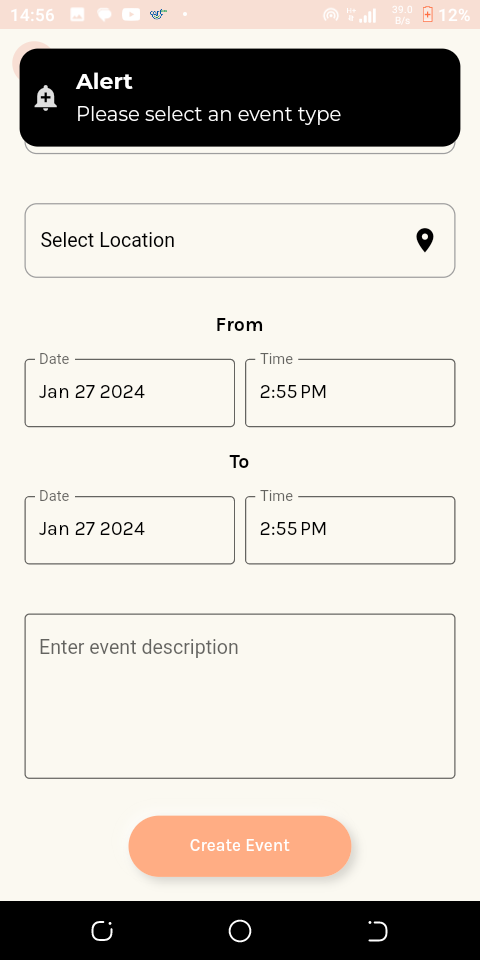 14:56
39.0
B/s
12%
Alert
Please select an event type
Select Location
From
Date
Time
Jan 27 2024
2:55 PM
To
Date
Time
Jan 27 2024
2:55 PM
Enter event description
Create Event